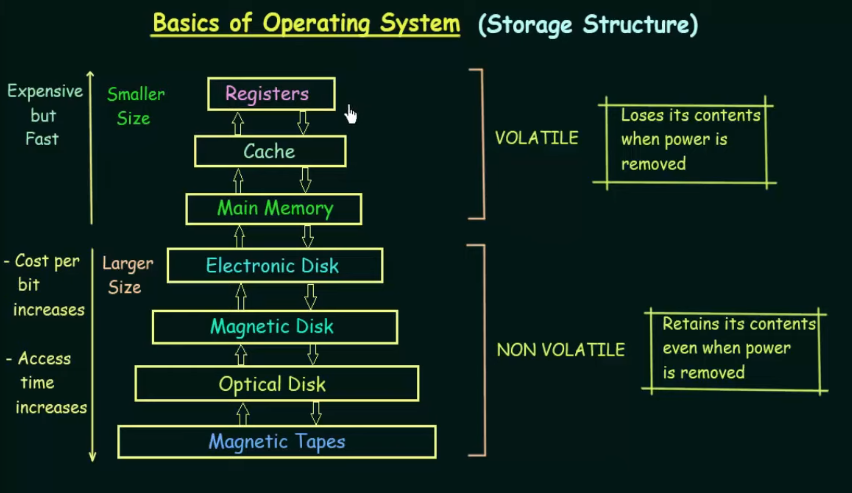 Basics of Operating System (Storage Structure)
Expensive
but
Fast
Smaller
Size
Registers
Cache
Main Memory
VOLATILE
Loses its contents
when power is
removed
- Cost per
bit
increases
- Access
time
increases
Larger
Size
Electronic Disk
Magnetic Disk
Optical Disk
Magnetic Tapes
NON VOLATILE
Retains its contents
even when power
is removed